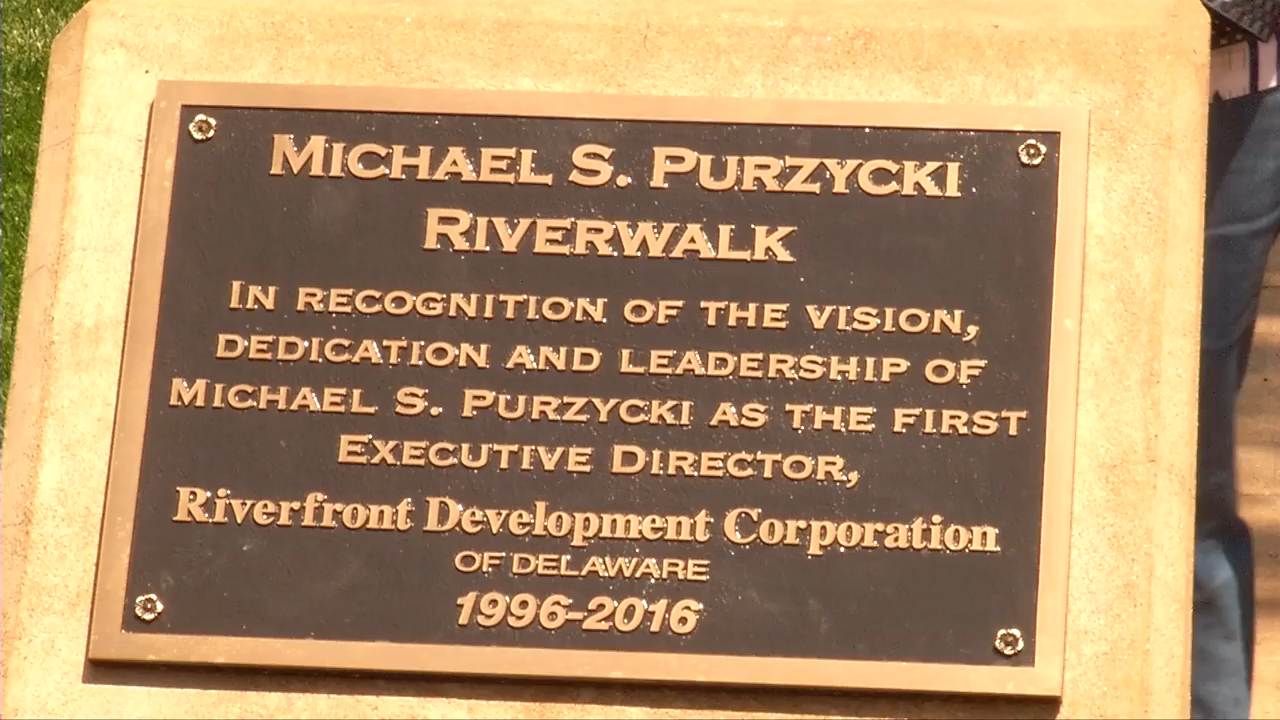 MICHAEL S. PURZYCKI
RIVERWALK
IN RECOGNITION OF THE VISION,
DEDICATION AND LEADERSHIP OF
MICHAEL S. PURZYCKI AS THE FIRST
EXECUTIVE DIRECTOR,
Riverfront Development Corporation
OF DELAWARE
1996-2016